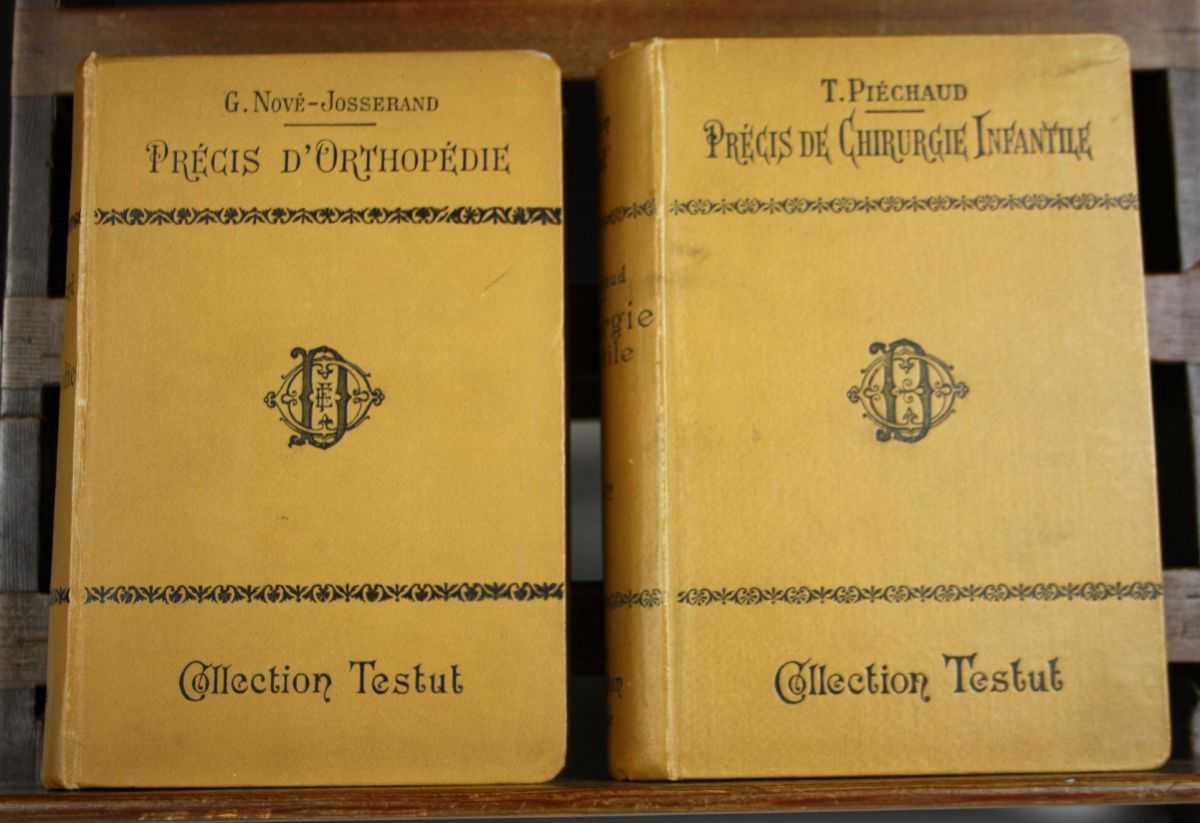 G. Nové-Josserand
Précis d'Orthopédie
Collection Testut
T. Piéchaud
Précis de Chirurgie Infantile
Collection Testut